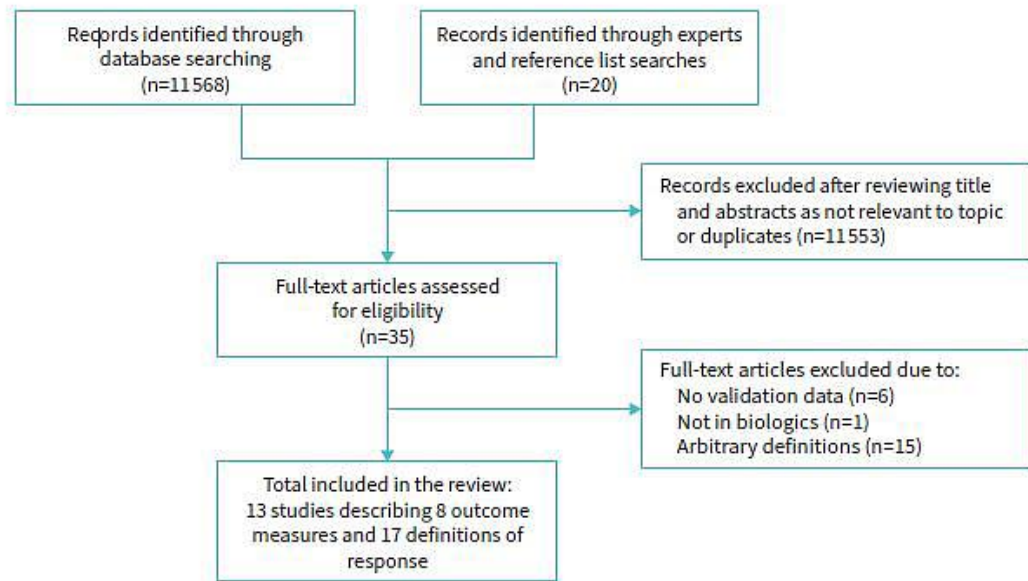 Records identified through
database searching
(n=11568)
Records identified through experts
and reference list searches
(n=20)
Records excluded after reviewing title
and abstracts as not relevant to topic
or duplicates (n=11553)
Full-text articles assessed
for eligibility
(n=35)
Full-text articles excluded due to:
No validation data (n=6)
Not in biologics (n=1)
Arbitrary definitions (n=15)
Total included in the review:
13 studies describing 8 outcome
measures and 17 definitions of
response